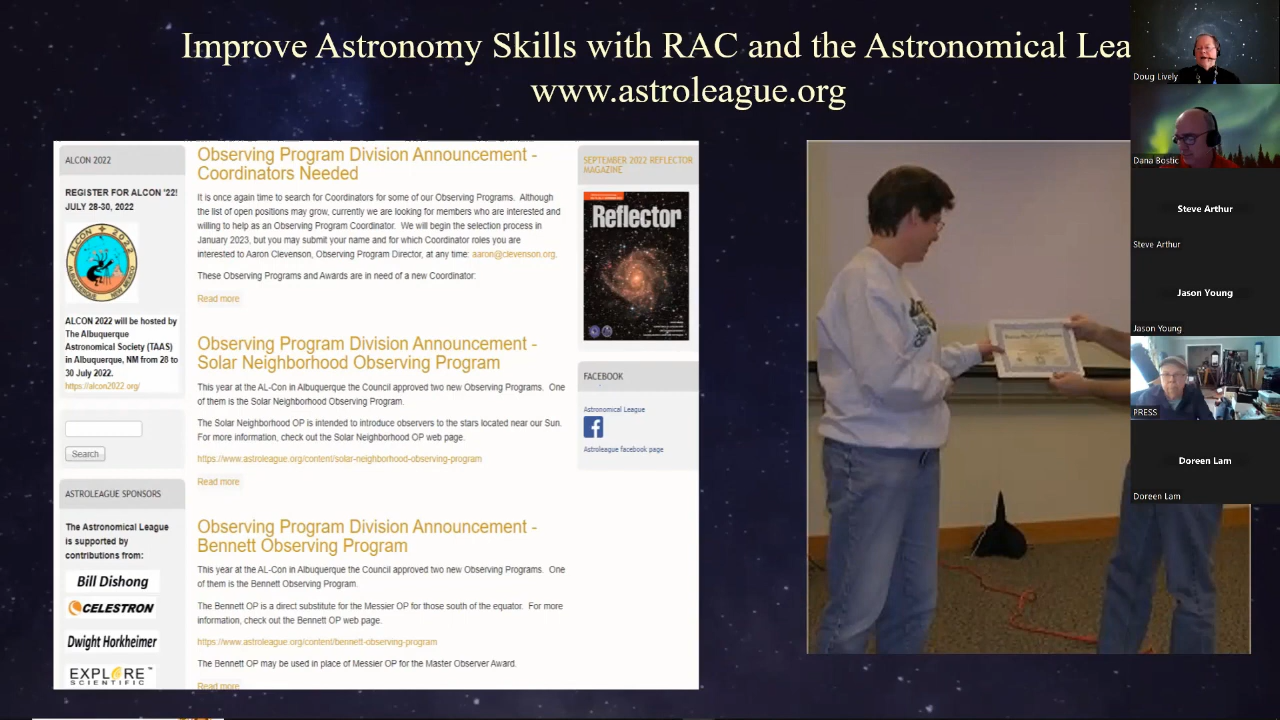 Improve Astronomy Skills with RAC and the Astronomical Lea
www.astroleague.org
ALCON 2022
REGISTER FOR ALCON '22!
JULY 28-30, 2022
ALCON 2022
ALBUQUERQUE NEW MEXICO
ALCON 2022 will be hosted by
The Albuquerque
Astronomical Society (TAAS)
in Albuquerque, NM from 28 to
30 July 2022.
https://alcon2022.org/
Search
ASTROLEAGUE SPONSORS
The Astronomical League
is supported by
contributions from:
Bill Dishong
CELESTRON
Dwight Horkheimer
EXPLORE
SCIENTIFIC
Observing Program Division Announcement -
Coordinators Needed
It is once again time to search for Coordinators for some of our Observing Programs. Although
the list of open positions may grow, currently we are looking for members who are interested and
willing to help as an Observing Program Coordinator. We will begin the selection process in
January 2023, but you may submit your name and for which Coordinator roles you are
interested to Aaron Clevenson, Observing Program Director, at any time: aaron@clevenson.org.
These Observing Programs and Awards are in need of a new Coordinator:
Read more
Observing Program Division Announcement -
Solar Neighborhood Observing Program
This year at the AL-Con in Albuquerque the Council approved two new Observing Programs. One
of them is the Solar Neighborhood Observing Program.
The Solar Neighborhood OP is intended to introduce observers to the stars located near our Sun.
For more information, check out the Solar Neighborhood OP web page.
https://www.astroleague.org/content/solar-neighborhood-observing-program
Read more
Observing Program Division Announcement -
Bennett Observing Program
This year at the AL-Con in Albuquerque the Council approved two new Observing Programs. One
of them is the Bennett Observing Program.
The Bennett OP is a direct substitute for the Messier OP for those south of the equator. For more
information, check out the Bennett OP web page.
https://www.astroleague.org/content/bennett-observing-program
The Bennett OP may be used in place of Messier OP for the Master Observer Award.
Read more
SEPTEMBER 2022 REFLECTOR
MAGAZINE
Reflector
FACEBOOK
Astronomical League
Astroleague facebook page
Doug Lively
Dana Bostic
Steve Arthur
Steve Arthur
Jason Young
Jason Young
PRESS
Doreen Lam
Doreen Lam